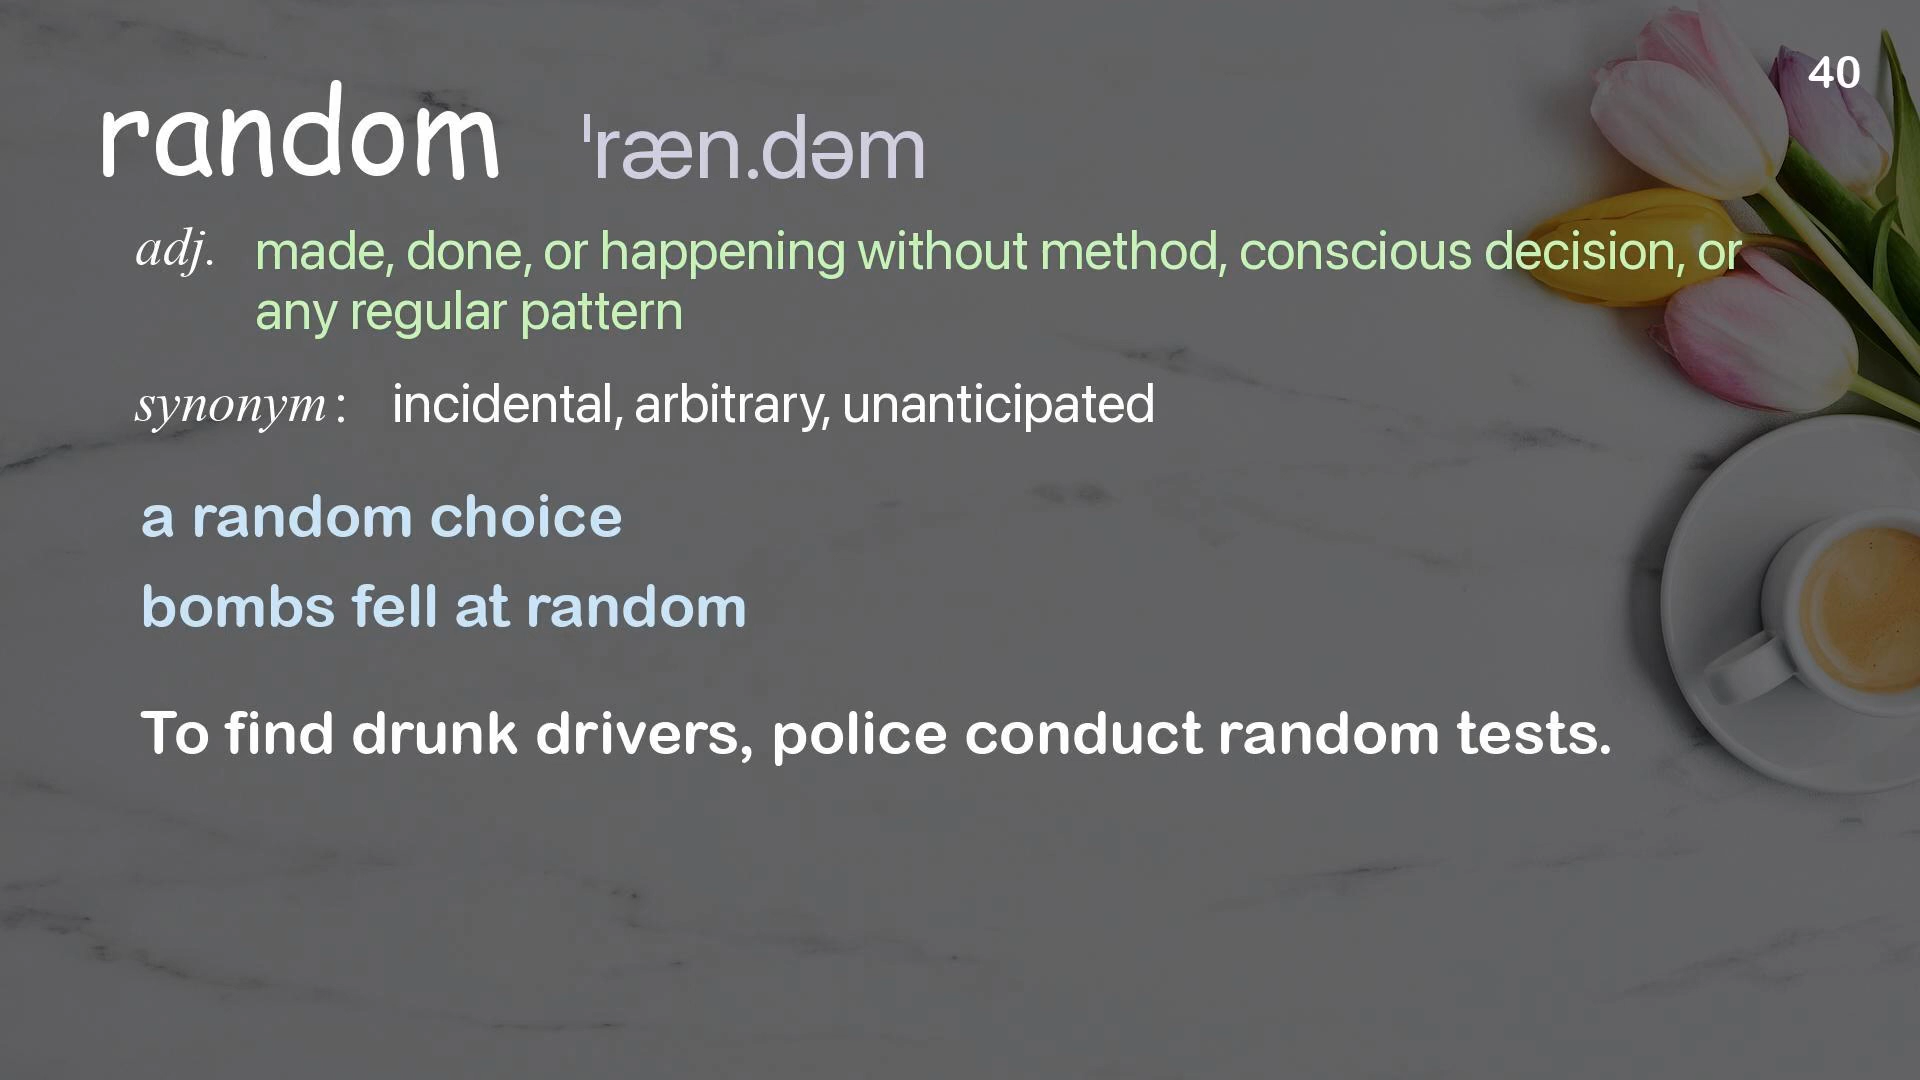 40
random ˈræn.dəm
adj. made, done, or happening without method, conscious decision, or
any regular pattern
synonym : incidental, arbitrary, unanticipated
a random choice
bombs fell at random
To find drunk drivers, police conduct random tests.